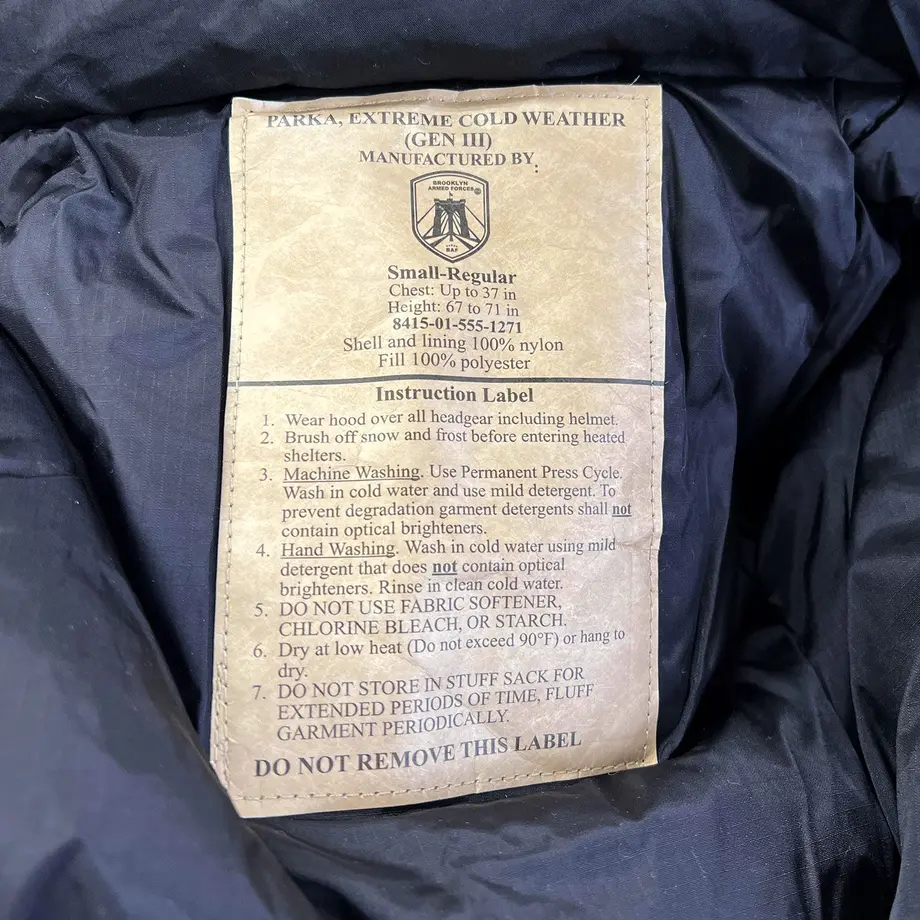 PARKA, EXTREME COLD WEATHER
(GEN III)
MANUFACTURED BY:
BROOKLYN
ARMED FORCES
BAF
Small-Regular
Chest: Up to 37 in
Height: 67 to 71 in
8415-01-555-1271
Shell and lining 100% nylon
Fill 100% polyester
Instruction Label
1. Wear hood over all headgear including helmet.
2. Brush off snow and frost before entering heated
shelters.
3. Machine Washing. Use Permanent Press Cycle.
Wash in cold water and use mild detergent. To
prevent degradation garment detergents shall not
contain optical brighteners.
4. Hand Washing. Wash in cold water using mild
detergent that does not contain optical
brighteners. Rinse in clean cold water.
5. DO NOT USE FABRIC SOFTENER,
CHLORINE BLEACH, OR STARCH.
6. Dry at low heat (Do not exceed 90°F) or hang to
dry.
7. DO NOT STORE IN STUFF SACK FOR
EXTENDED PERIODS OF TIME, FLUFF
GARMENT PERIODICALLY.
DO NOT REMOVE THIS LABEL